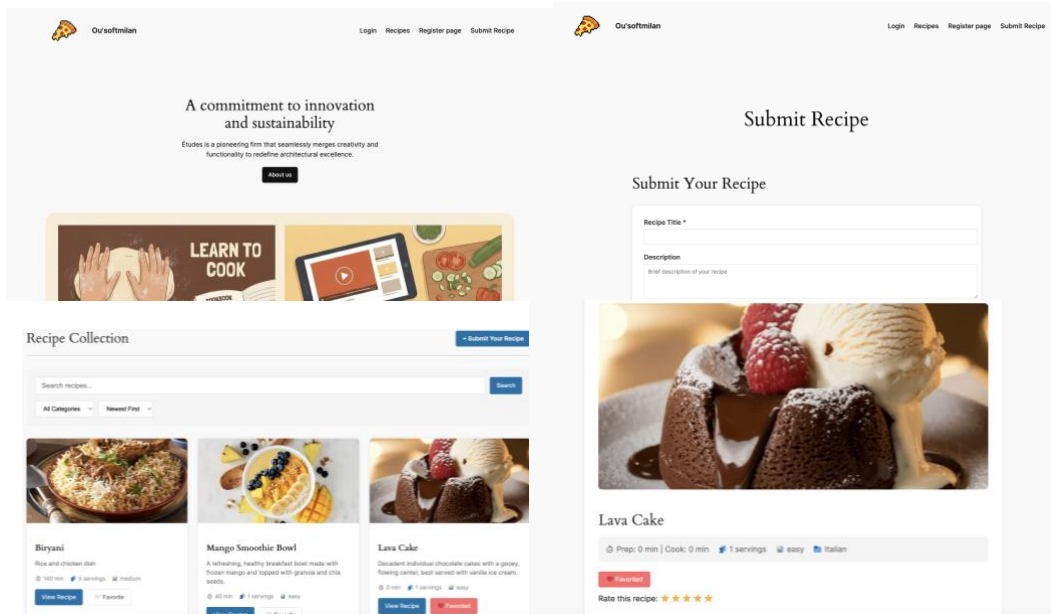 Ou'softmilan
Login Recipes Register page Submit Recipe
A commitment to innovation
and sustainability
Études is a pioneering firm that seamlessly merges creativity and
functionality to redefine architectural excellence.
About us
LEARN TO
COOK
COOKBOOK
Ou'softmilan
Login Recipes Register page Submit Recipe
Submit Recipe
Submit Your Recipe
Recipe Title *
Description
Brief description of your recipe
Recipe Collection
+ Submit Your Recipe
Search recipes...
Search
All Categories
Newest First
Biryani
Rice and chicken dish
140 min 5 servings medium
View Recipe
Favorite
Mango Smoothie Bowl
A refreshing, healthy breakfast bowl made with
frozen mango and topped with granola and chia
seeds.
40 min 1 servings easy
View Recipe
Favorite
Lava Cake
Decadent individual chocolate cakes with a gooey,
flowing center, best served with vanilla ice cream.
0 min 1 servings easy
View Recipe
Favorited
Lava Cake
Prep: 0 min | Cook: 0 min 1 servings easy Italian
Favorited
Rate this recipe: